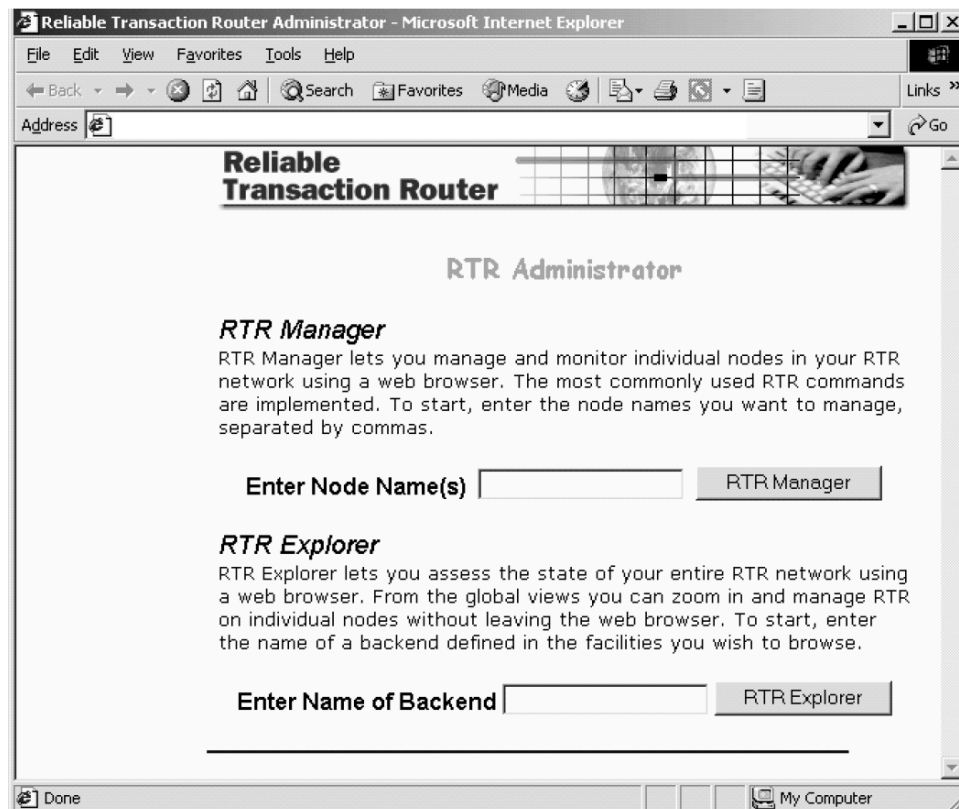 Reliable Transaction Router Administrator - Microsoft Internet Explorer
File Edit View Favorites Tools Help
Back Search Favorites Media Links »
Address Go
Reliable
Transaction Router
RTR Administrator
RTR Manager
RTR Manager lets you manage and monitor individual nodes in your RTR
network using a web browser. The most commonly used RTR commands
are implemented. To start, enter the node names you want to manage,
separated by commas.
Enter Node Name(s) RTR Manager
RTR Explorer
RTR Explorer lets you assess the state of your entire RTR network using
a web browser. From the global views you can zoom in and manage RTR
on individual nodes without leaving the web browser. To start, enter
the name of a backend defined in the facilities you wish to browse.
Enter Name of Backend RTR Explorer
Done My Computer